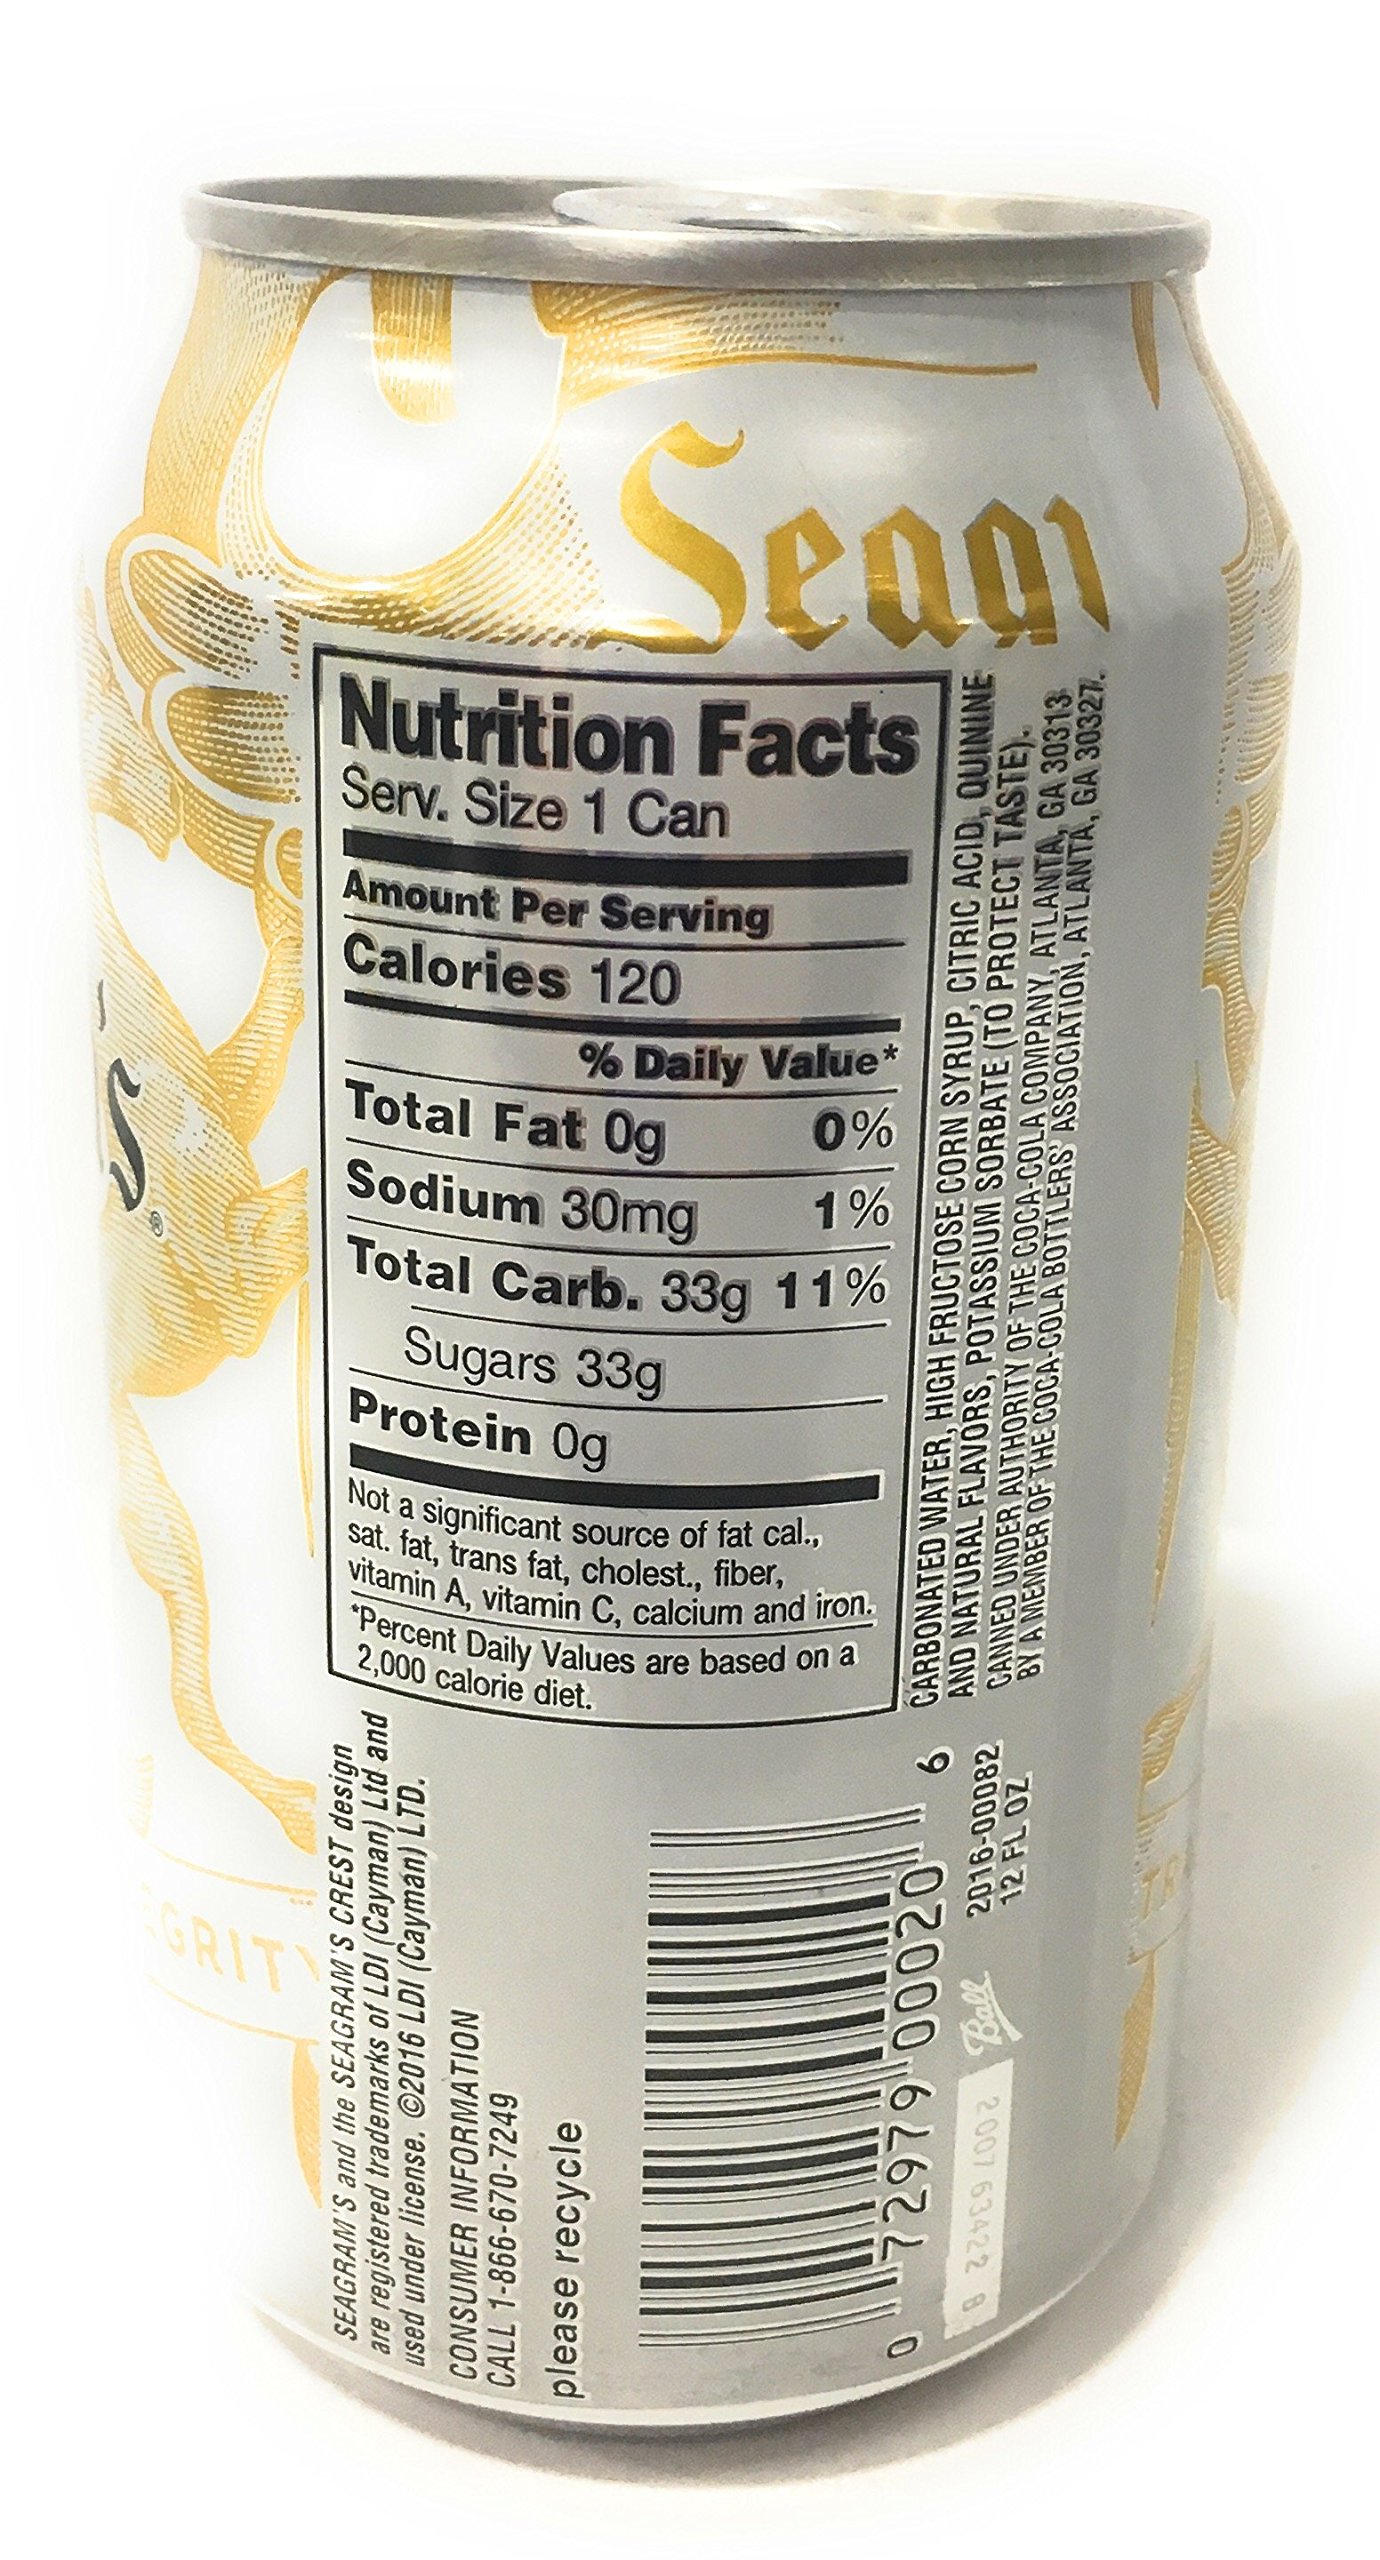 Seagr
Nutrition Facts
Serv. Size 1 Can
Amount Per Serving
Calories 120
% Daily Value*
Total Fat 0g 0%
Sodium 30mg 1%
Total Carb. 33g 11%
Sugars 33g
Protein 0g
Not a significant source of fat cal.,
sat. fat, trans fat, cholest., fiber,
vitamin A, vitamin C, calcium and iron.
*Percent Daily Values are based on a
2,000 calorie diet.
CARBONATED WATER, HIGH FRUCTOSE CORN SYRUP, CITRIC ACID, QUININE
AND NATURAL FLAVORS, POTASSIUM SORBATE (TO PROTECT TASTE).
CANNED UNDER AUTHORITY OF THE COCA-COLA COMPANY, ATLANTA, GA 30313
BY A MEMBER OF THE COCA-COLA BOTTLERS' ASSOCIATION, ATLANTA, GA 30327.
SEAGRAM'S and the SEAGRAM'S CREST design
are registered trademarks of LDI (Cayman) Ltd and
used under license. ©2016 LDI (Cayman) LTD.
CONSUMER INFORMATION
CALL 1-866-670-7249
please recycle
0 72979 00020 6
2016-00082
12 FL OZ
Ball
2007 63422 B
S®
EGRITY
TR